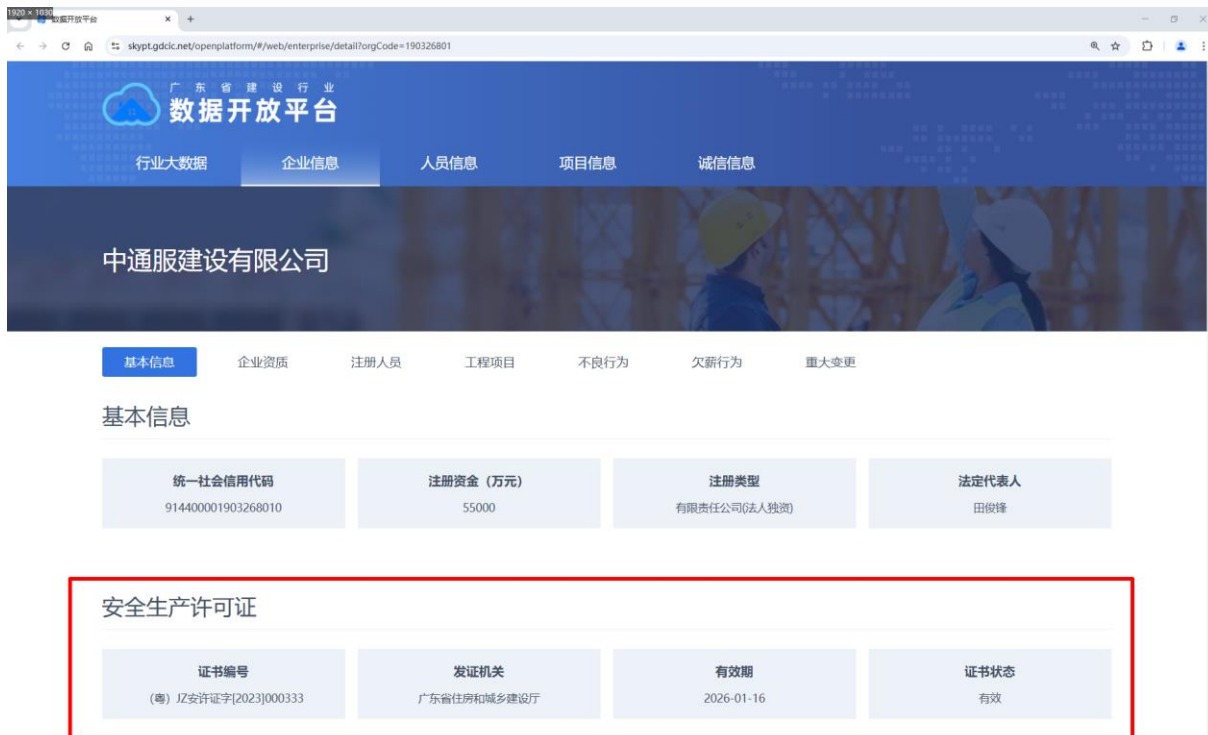 1920 × 1030
数据开放平台
skypt.gdcic.net/openplatform/#/web/enterprise/detail?orgCode=190326801
广东省建设行业
数据开放平台
行业大数据 企业信息 人员信息 项目信息 诚信信息
中通服建设有限公司
基本信息 企业资质 注册人员 工程项目 不良行为 欠薪行为 重大变更
基本信息
统一社会信用代码 注册资金（万元） 注册类型 法定代表人
914400001903268010 55000 有限责任公司(法人独资) 田俊锋
安全生产许可证
证书编号 发证机关 有效期 证书状态
（粤）JZ安许证字[2023]000333 广东省住房和城乡建设厅 2026-01-16 有效